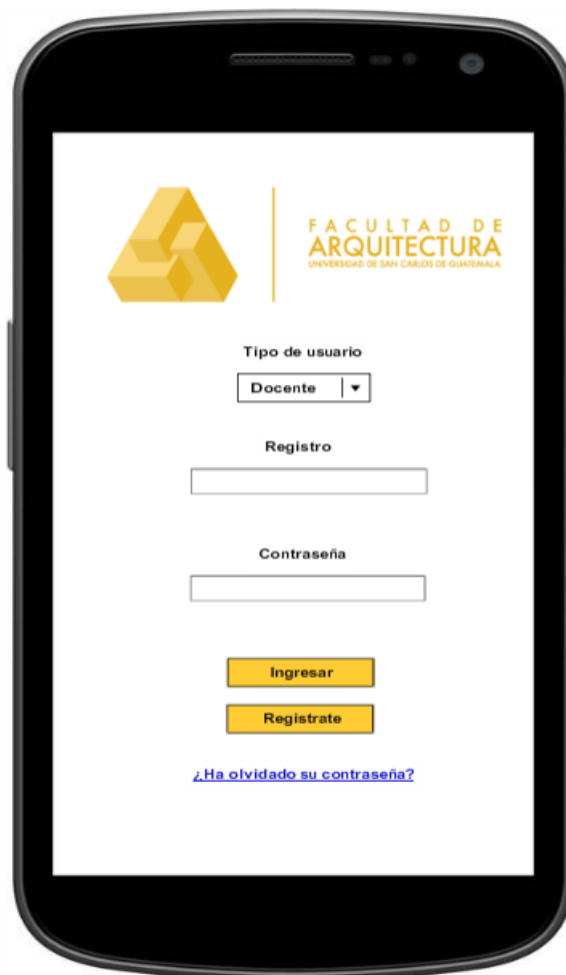 FACULTAD DE
ARQUITECTURA
UNIVERSIDAD DE SAN CARLOS DE GUATEMALA
Tipo de usuario
Docente
Registro
Contraseña
Ingresar
Registrate
¿Ha olvidado su contraseña?